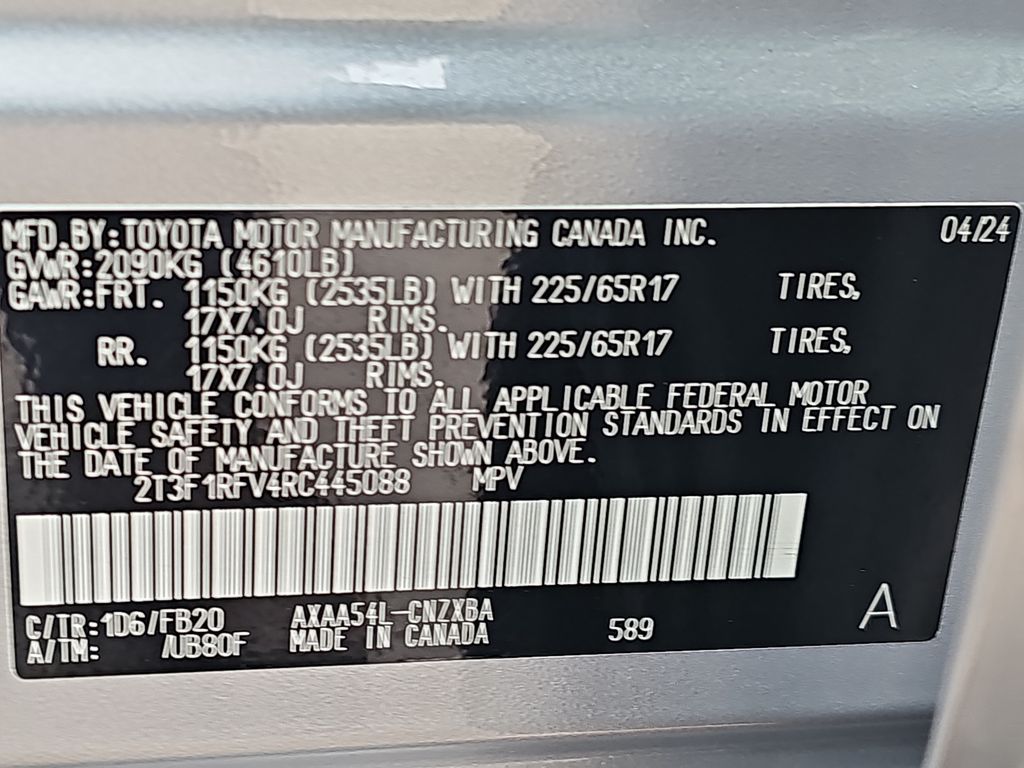 MFD.BY:TOYOTA MOTOR MANUFACTURING CANADA INC. 04/24
GVWR:2090KG (4610LB)
GAWR:FRT. 1150KG (2535LB) WITH 225/65R17 TIRES,
17X7.0J RIMS.
RR. 1150KG (2535LB) WITH 225/65R17 TIRES,
17X7.0J RIMS.
THIS VEHICLE CONFORMS TO ALL APPLICABLE FEDERAL MOTOR
VEHICLE SAFETY AND THEFT PREVENTION STANDARDS IN EFFECT ON
THE DATE OF MANUFACTURE SHOWN ABOVE.
2T3F1RFV4RC445088 MPV
C/TR:1D6/FB20 AXAA54L-CNZXBA
A/TM: /UB80F MADE IN CANADA 589 A